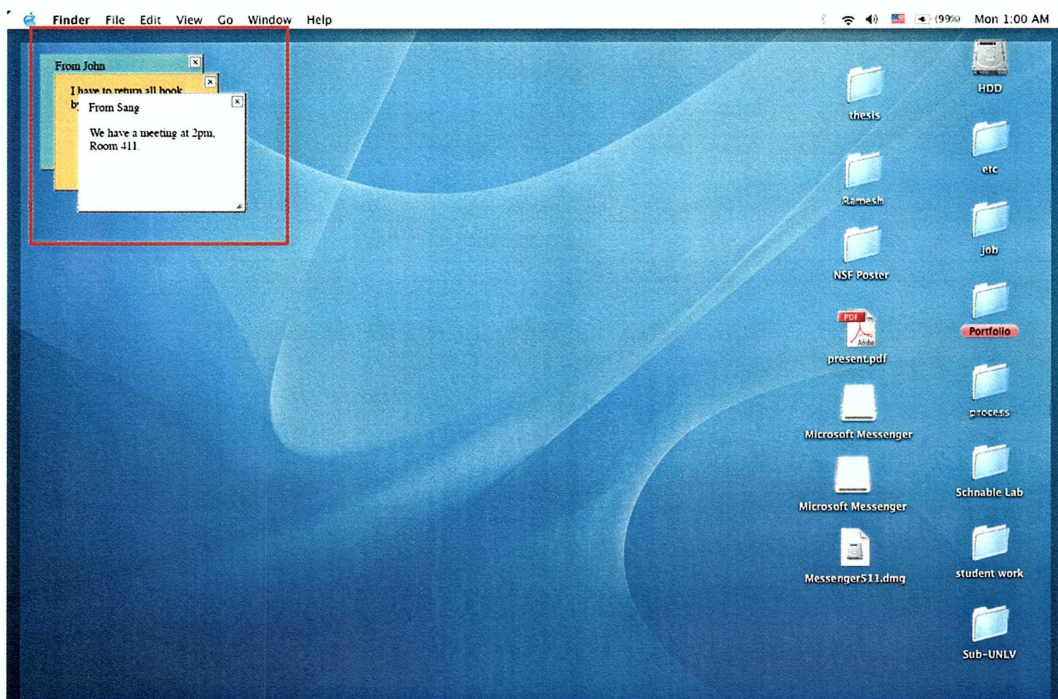 Finder File Edit View Go Window Help
(99%) Mon 1:00 AM
From John
I have to return all book
b
From Sang
We have a meeting at 2pm,
Room 411.
HDD
thesis
etc
Ramesh
job
NSF Poster
Portfolio
PDF
Adobe
present.pdf
process
Microsoft Messenger
Schnable Lab
Microsoft Messenger
student work
Messenger511.dmg
Sub-UNLV